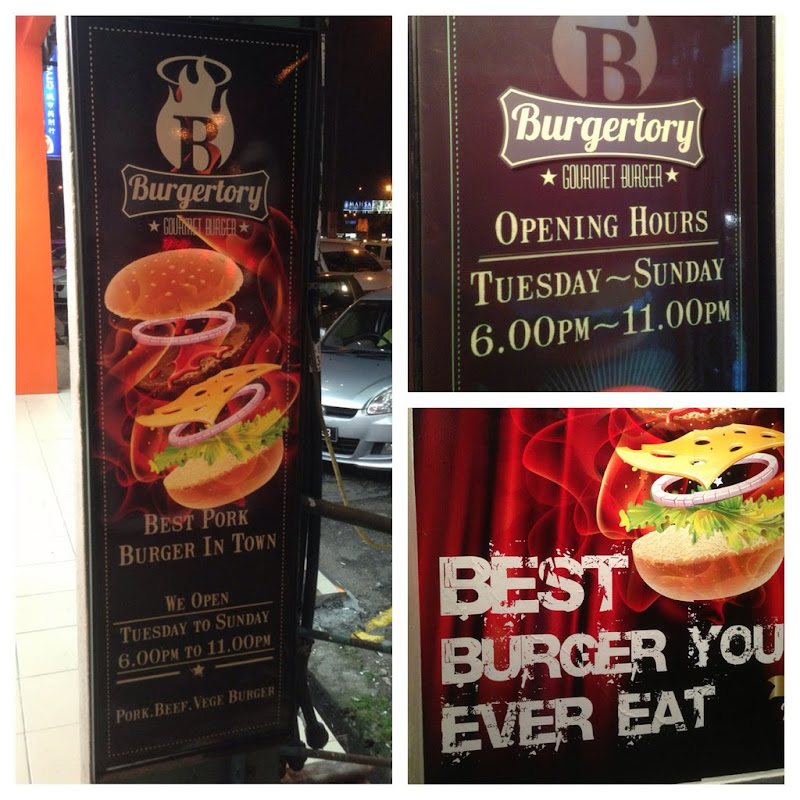 B
Burgertory
GOURMET BURGER
BEST PORK
BURGER IN TOWN
WE OPEN
TUESDAY TO SUNDAY
6.00PM TO 11.00PM
PORK.BEEF.VEGE BURGER
B
Burgertory
GOURMET BURGER
OPENING HOURS
TUESDAY~SUNDAY
6.00PM~11.00PM
BEST
BURGER YOU
EVER EAT